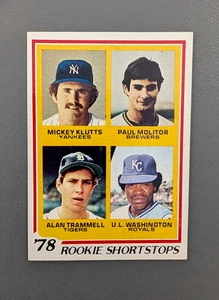 MICKEY KLUTTS
YANKEES
PAUL MOLITOR
BREWERS
ALAN TRAMMELL
TIGERS
U.L. WASHINGTON
ROYALS
'78 ROOKIE SHORTSTOPS